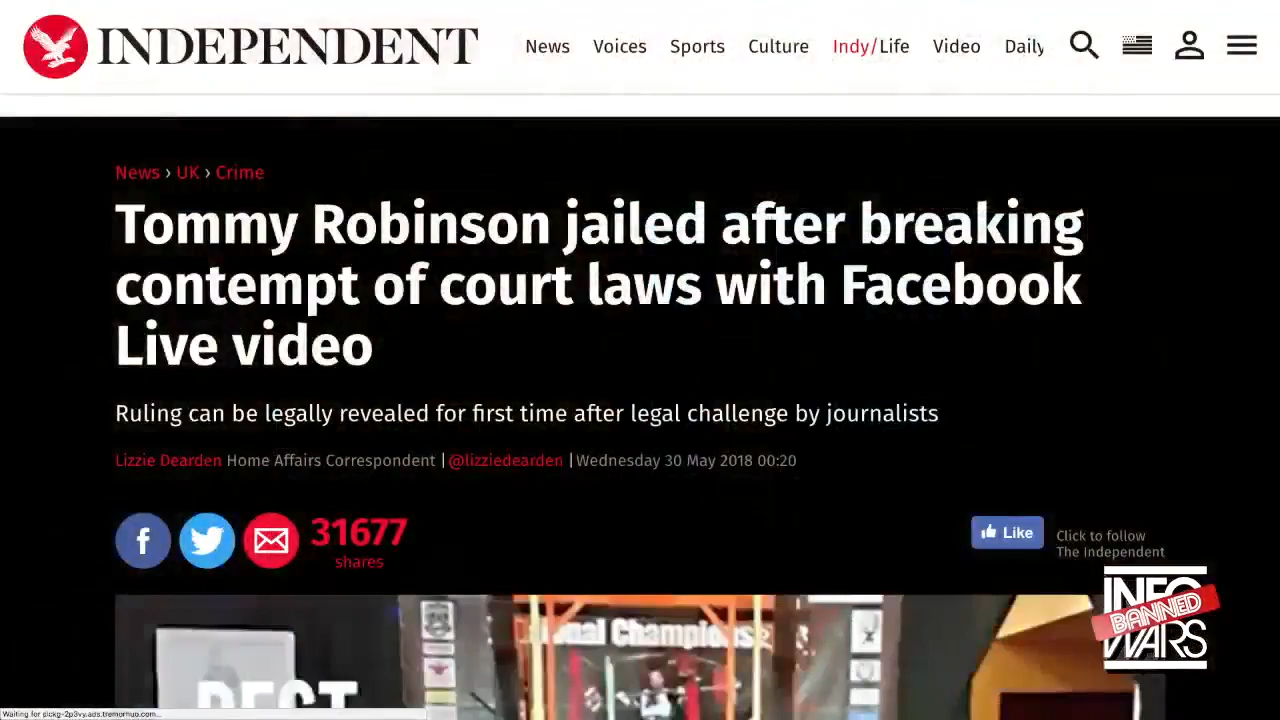 INDEPENDENT
News Voices Sports Culture Indy/Life Video Daily
News › UK › Crime
Tommy Robinson jailed after breaking
contempt of court laws with Facebook
Live video
Ruling can be legally revealed for first time after legal challenge by journalists
Lizzie Dearden Home Affairs Correspondent | @lizziedearden | Wednesday 30 May 2018 00:20
31677
shares
Like
Click to follow
The Independent
INFO
BANNED
WARS
BEST